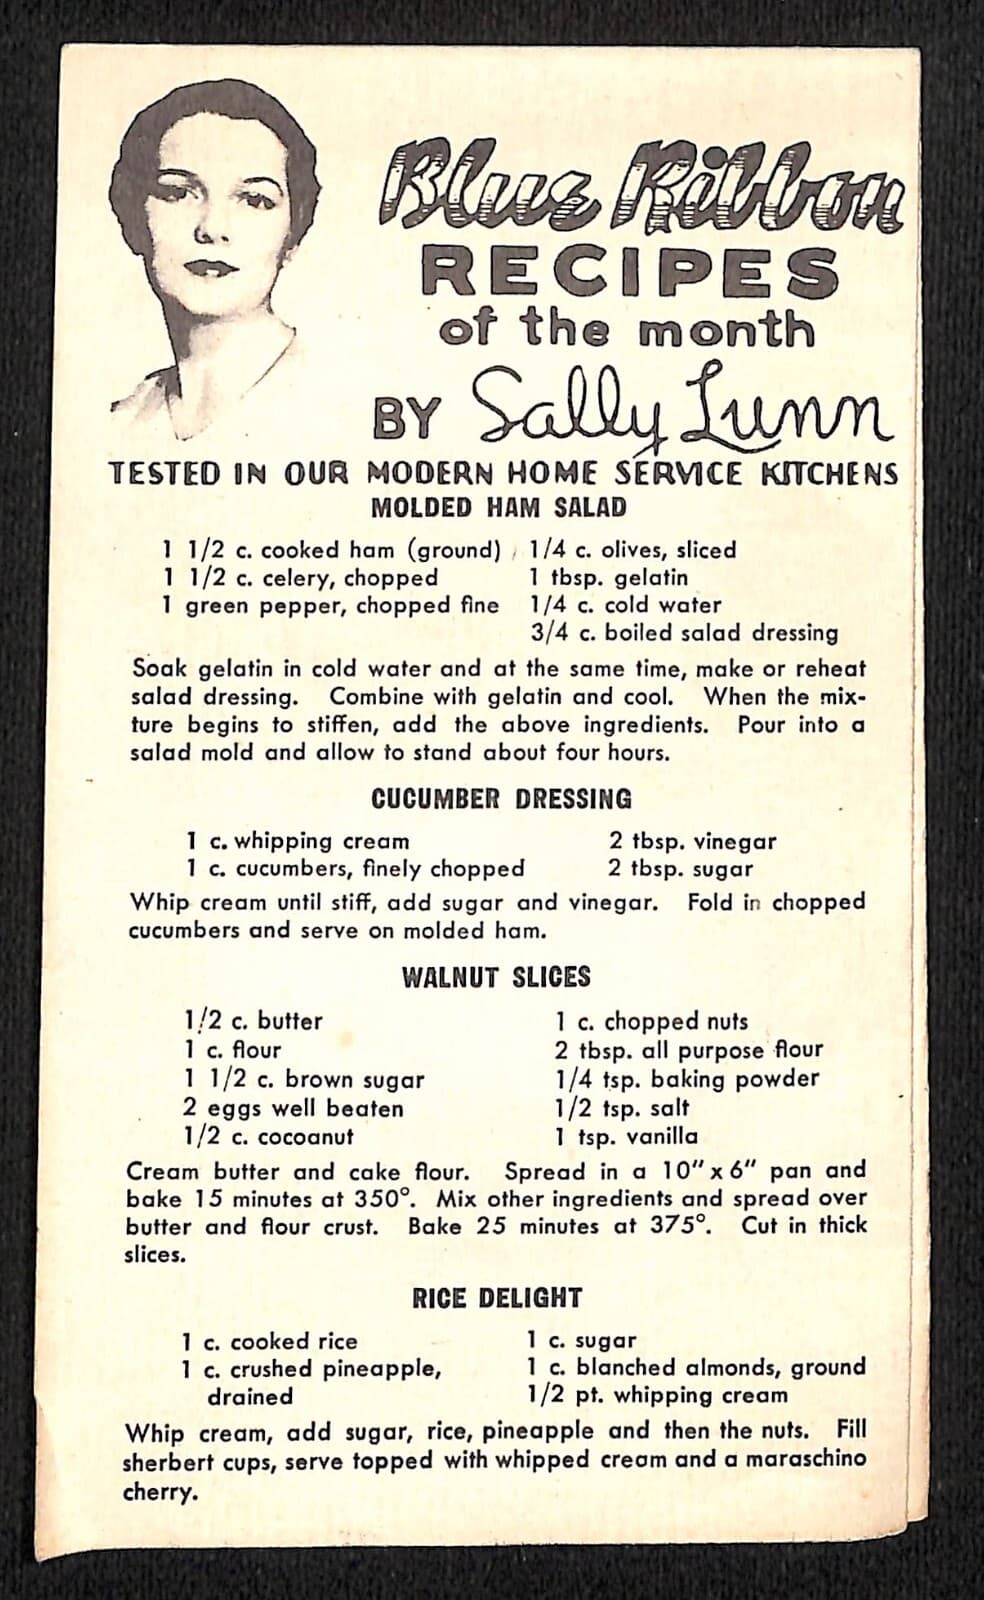 Blue Ribbon
RECIPES
of the month
BY Sally Lunn
TESTED IN OUR MODERN HOME SERVICE KITCHENS
MOLDED HAM SALAD
1 1/2 c. cooked ham (ground) 1/4 c. olives, sliced
1 1/2 c. celery, chopped 1 tbsp. gelatin
1 green pepper, chopped fine 1/4 c. cold water
3/4 c. boiled salad dressing
Soak gelatin in cold water and at the same time, make or reheat
salad dressing. Combine with gelatin and cool. When the mix-
ture begins to stiffen, add the above ingredients. Pour into a
salad mold and allow to stand about four hours.
CUCUMBER DRESSING
1 c. whipping cream 2 tbsp. vinegar
1 c. cucumbers, finely chopped 2 tbsp. sugar
Whip cream until stiff, add sugar and vinegar. Fold in chopped
cucumbers and serve on molded ham.
WALNUT SLICES
1/2 c. butter 1 c. chopped nuts
1 c. flour 2 tbsp. all purpose flour
1 1/2 c. brown sugar 1/4 tsp. baking powder
2 eggs well beaten 1/2 tsp. salt
1/2 c. cocoanut 1 tsp. vanilla
Cream butter and cake flour. Spread in a 10" x 6" pan and
bake 15 minutes at 350°. Mix other ingredients and spread over
butter and flour crust. Bake 25 minutes at 375°. Cut in thick
slices.
RICE DELIGHT
1 c. cooked rice 1 c. sugar
1 c. crushed pineapple, 1 c. blanched almonds, ground
drained 1/2 pt. whipping cream
Whip cream, add sugar, rice, pineapple and then the nuts. Fill
sherbert cups, serve topped with whipped cream and a maraschino
cherry.